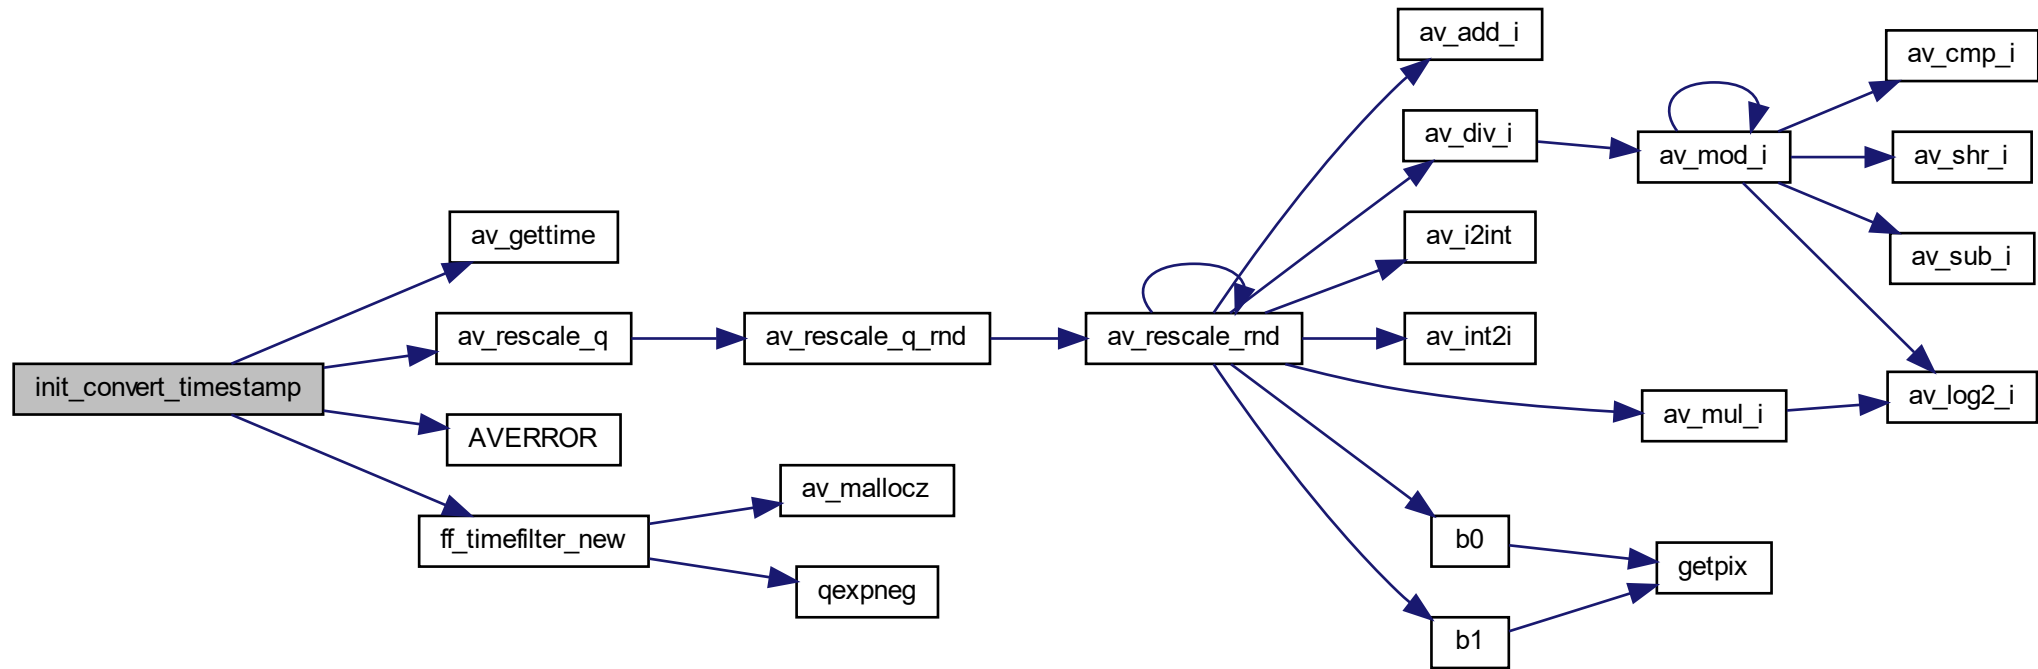 init_convert_timestamp
av_gettime
av_rescale_q
AVERROR
ff_timefilter_new
av_rescale_q_rnd
av_mallocz
qexpneg
av_rescale_rnd
av_add_i
av_div_i
av_i2int
av_int2i
av_mul_i
b0
b1
av_mod_i
getpix
av_cmp_i
av_shr_i
av_sub_i
av_log2_i